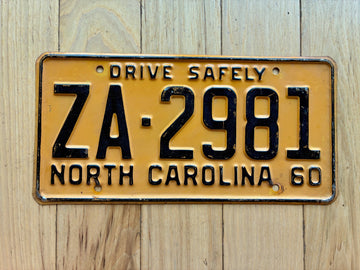 DRIVE SAFELY
ZA·2981
NORTH CAROLINA 60